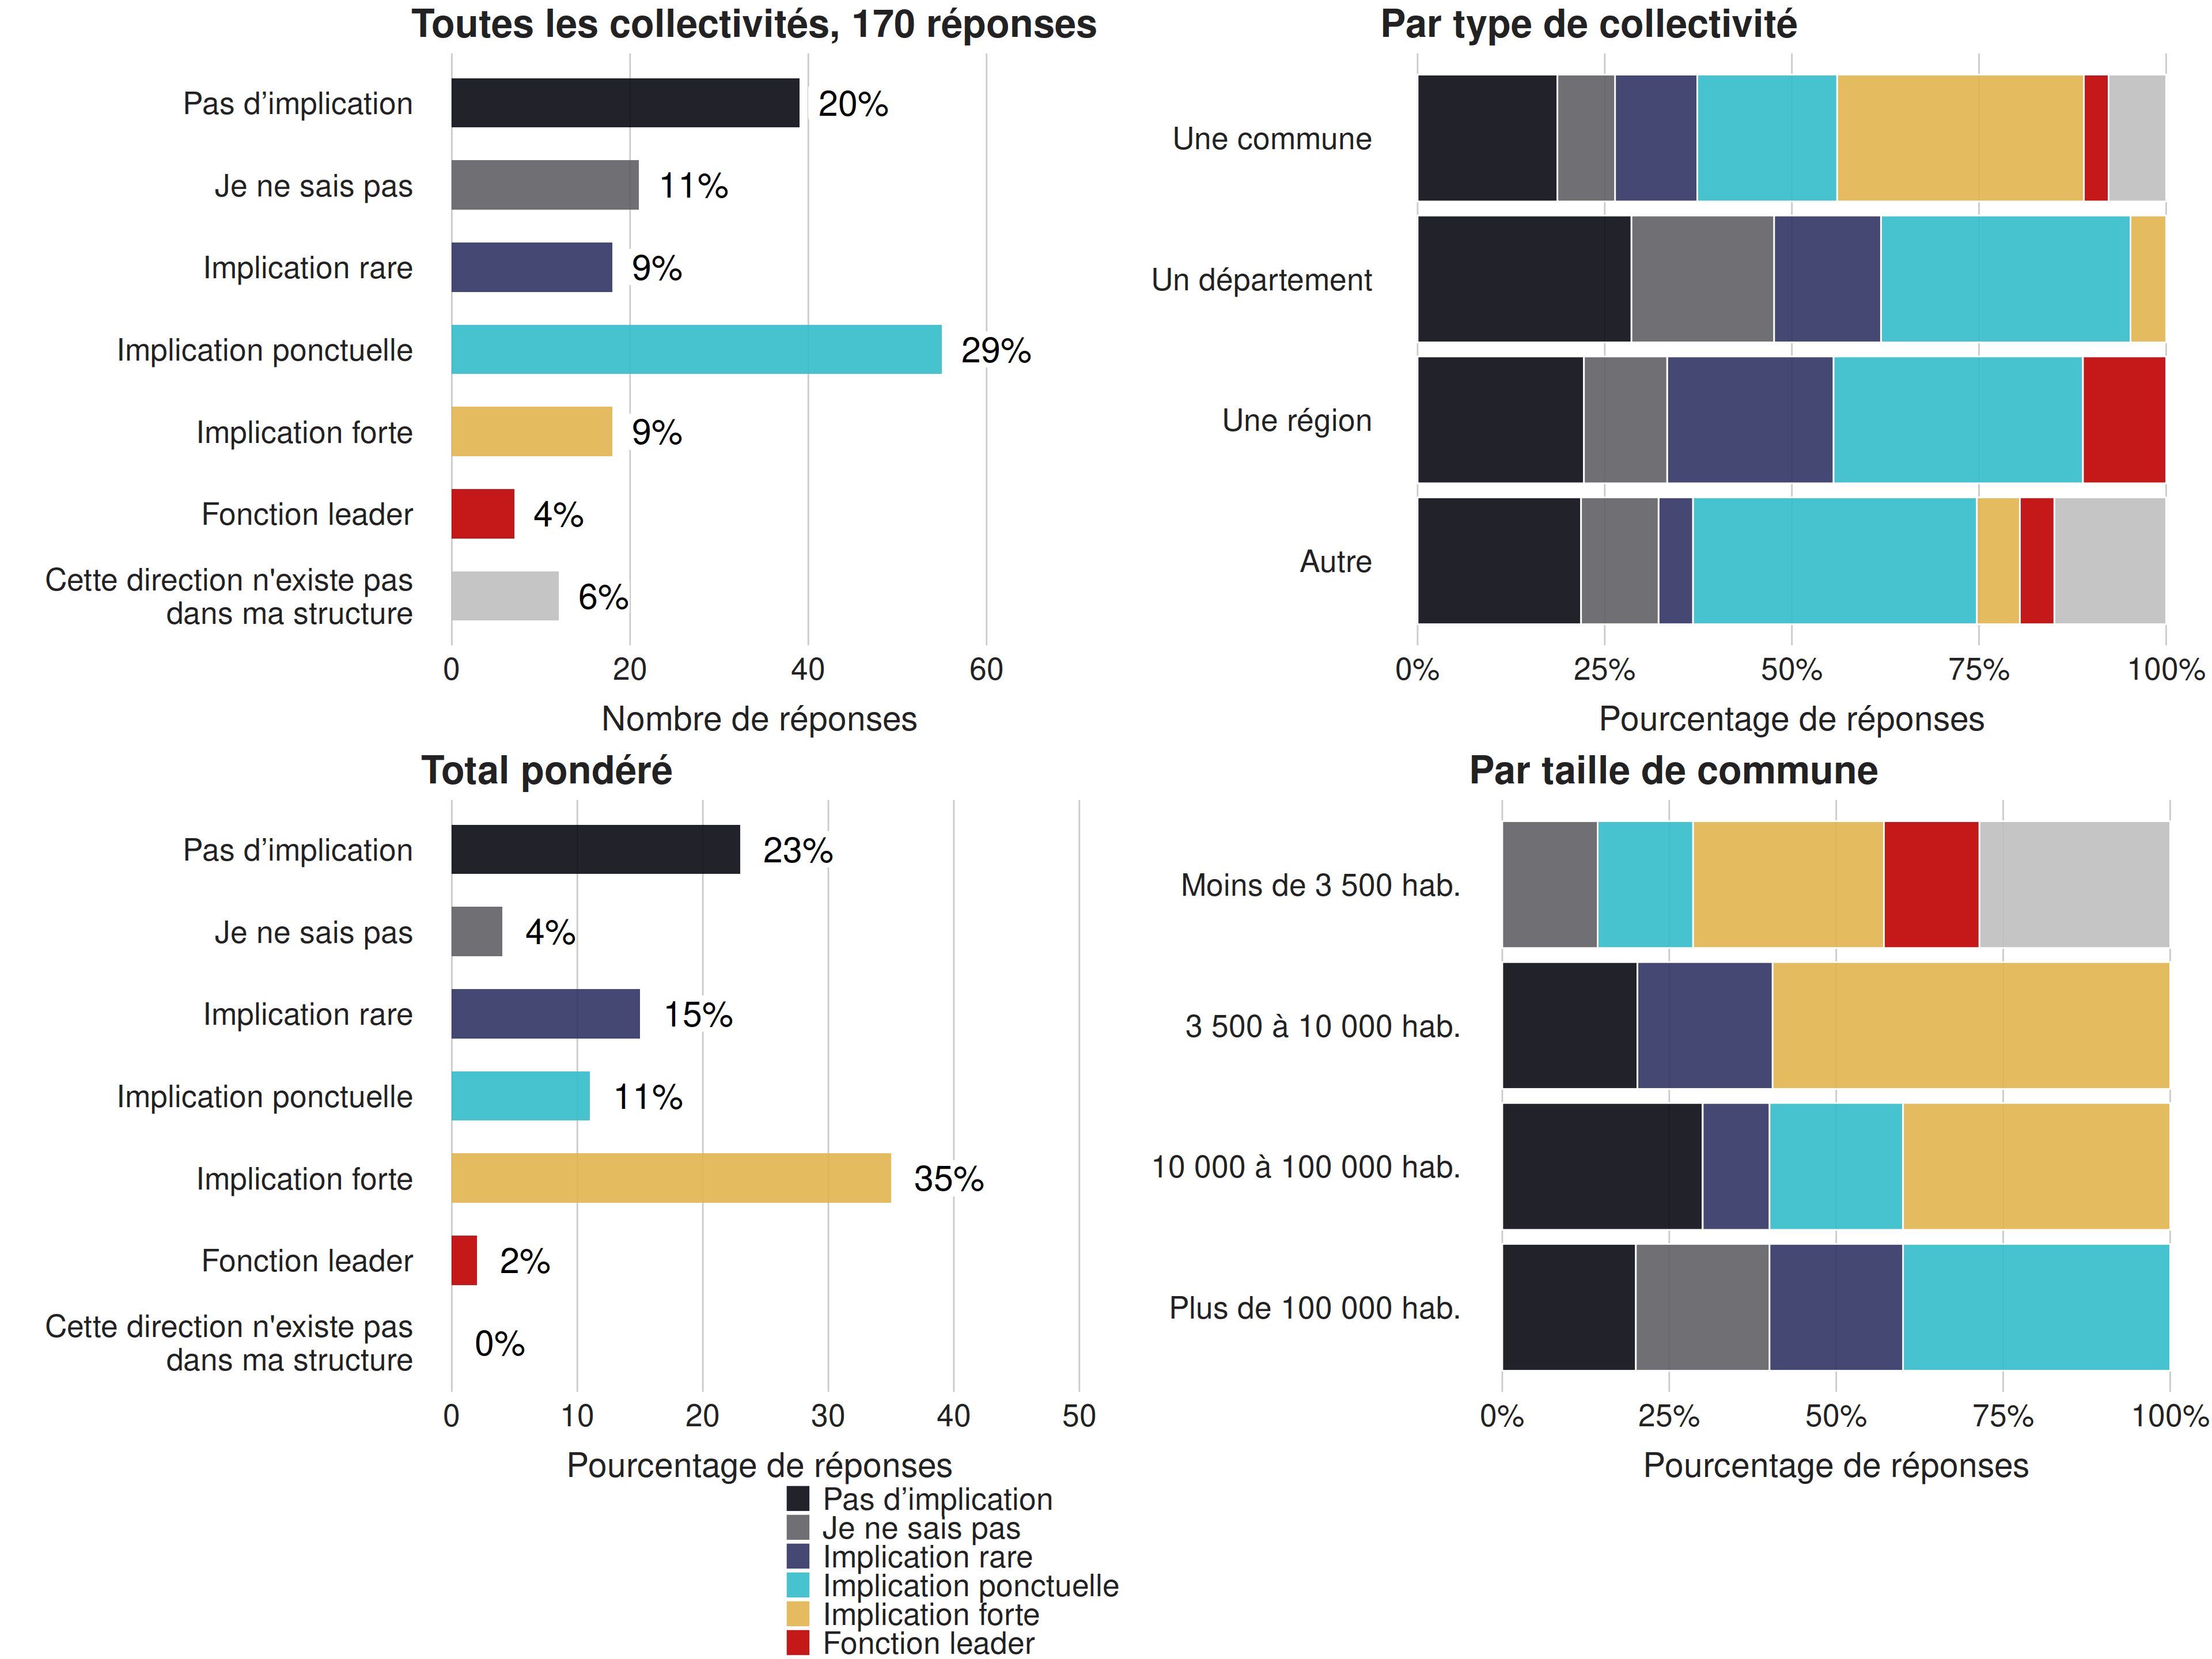 Toutes les collectivités, 170 réponses
Pas d’implication
20%
Je ne sais pas
11%
Implication rare
9%
Implication ponctuelle
29%
Implication forte
9%
Fonction leader
4%
Cette direction n'existe pas
dans ma structure
6%
0 20 40 60
Nombre de réponses
Par type de collectivité
Une commune
Un département
Une région
Autre
0% 25% 50% 75% 100%
Pourcentage de réponses
Total pondéré
Pas d’implication
23%
Je ne sais pas
4%
Implication rare
15%
Implication ponctuelle
11%
Implication forte
35%
Fonction leader
2%
Cette direction n'existe pas
dans ma structure
0%
0 10 20 30 40 50
Pourcentage de réponses
Par taille de commune
Moins de 3 500 hab.
3 500 à 10 000 hab.
10 000 à 100 000 hab.
Plus de 100 000 hab.
0% 25% 50% 75% 100%
Pourcentage de réponses
Pas d’implication
Je ne sais pas
Implication rare
Implication ponctuelle
Implication forte
Fonction leader